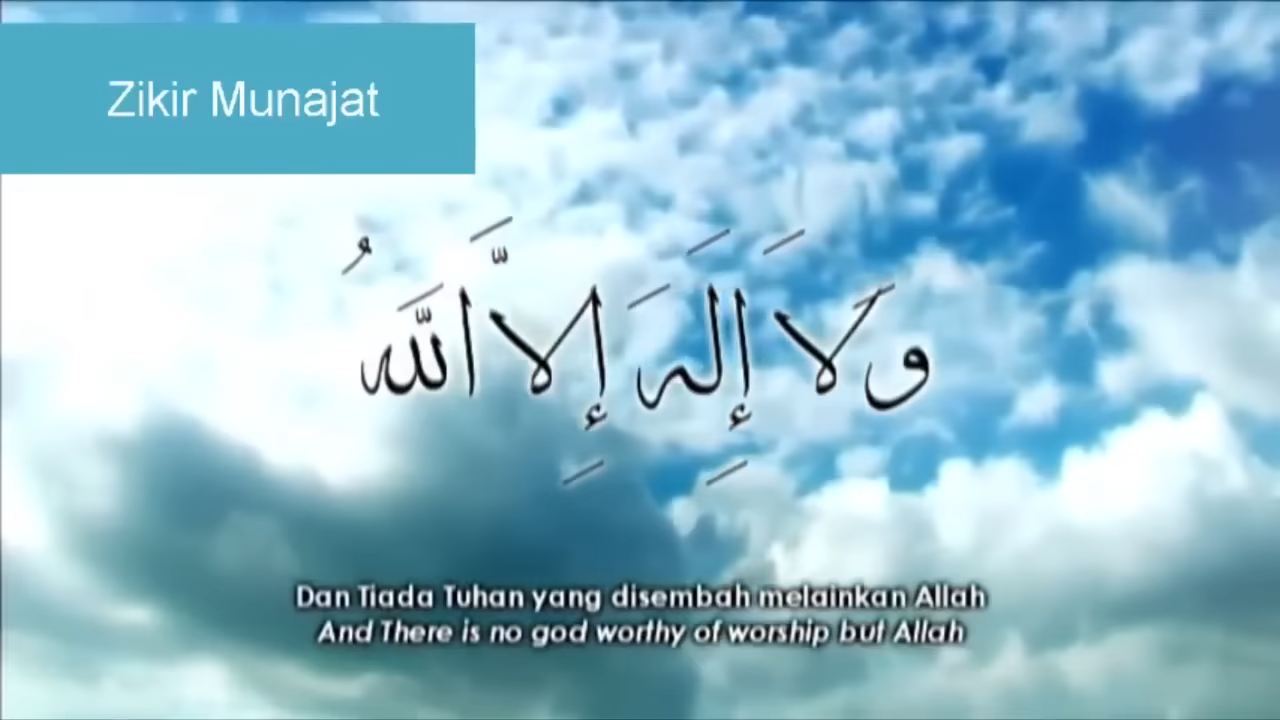 Zikir Munajat
وَلَا إِلَهَ إِلَّا اللَّهُ
Dan Tiada Tuhan yang disembah melainkan Allah
And There is no god worthy of worship but Allah